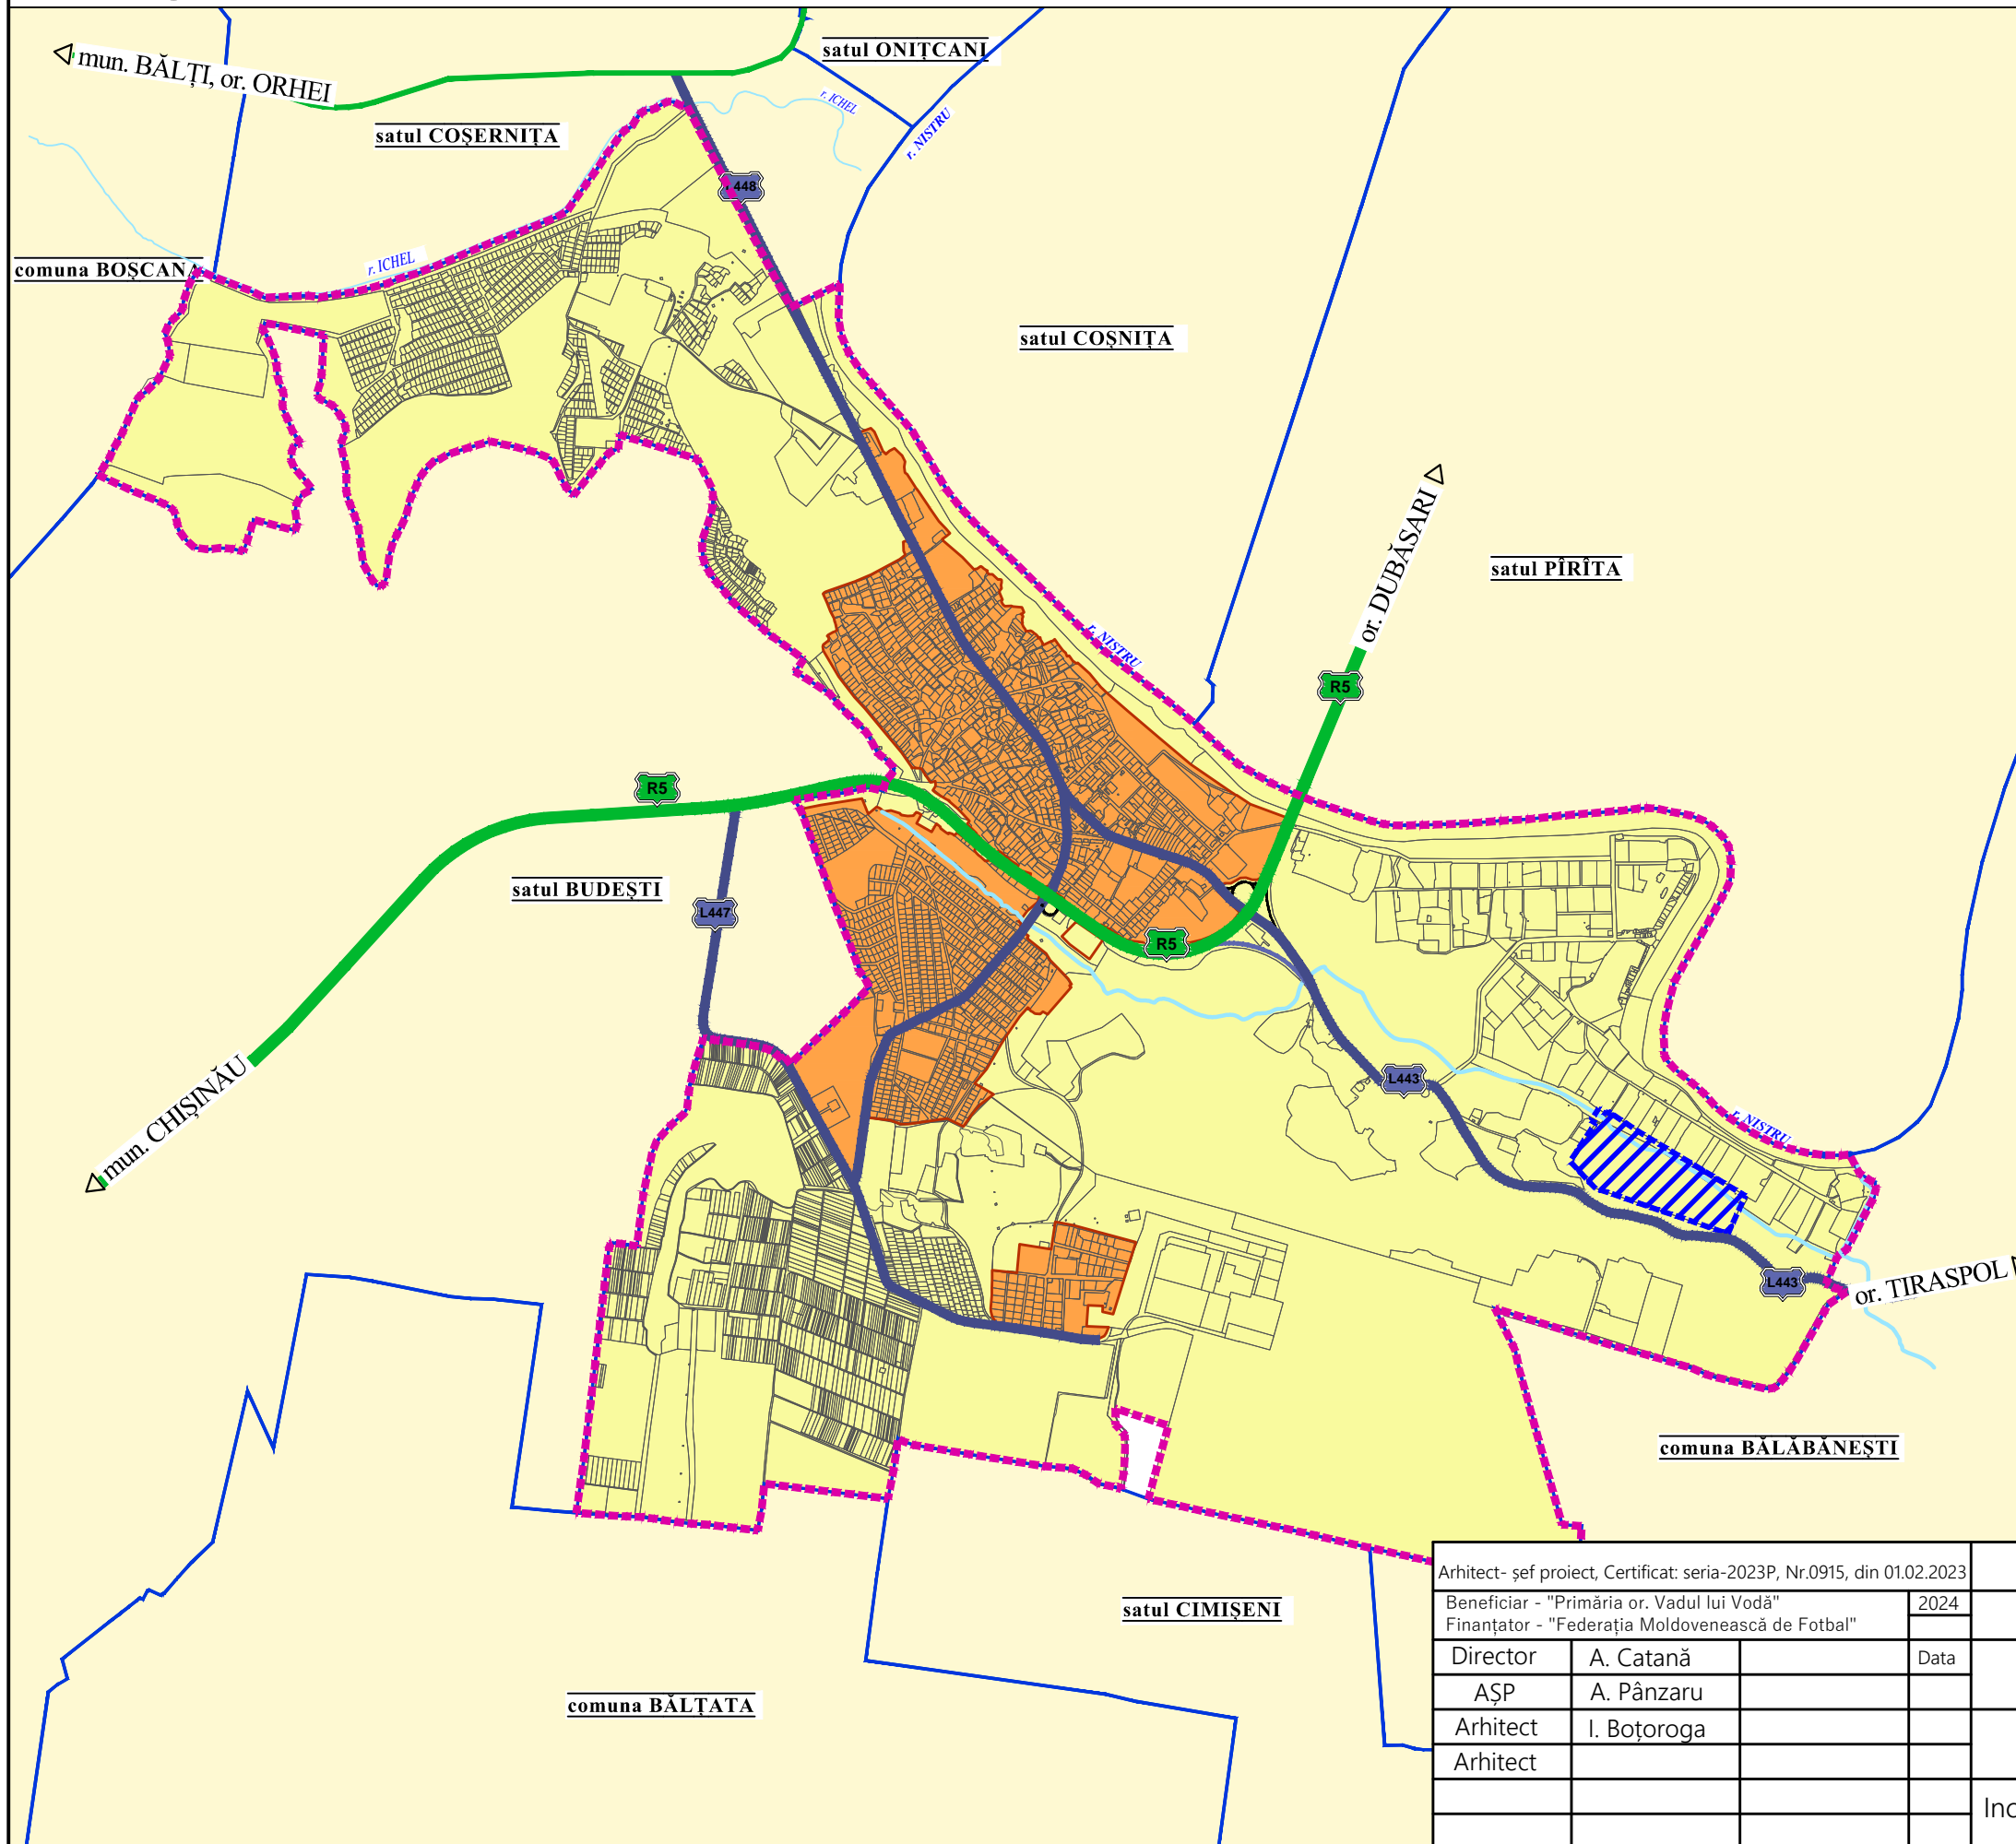 satul ONIȚCANI
mun. BĂLȚI, or. ORHEI
r. ICHEL
satul COȘERNIȚA
r. NISTRU
L448
comuna BOȘCANA
r. ICHEL
satul COȘNIȚA
or. DUBĂSARI
satul PÎRÎTA
r. NISTRU
R5
R5
satul BUDEȘTI
L447
R5
mun. CHIȘINĂU
L443
r. NISTRU
L443
or. TIRASPOL
comuna BĂLĂBĂNEȘTI
satul CIMIȘENI
comuna BĂLȚATA
Arhitect- șef proiect, Certificat: seria-2023P, Nr.0915, din 01.02.2023
Beneficiar - "Primăria or. Vadul lui Vodă"
2024
Finanțator - "Federația Moldovenească de Fotbal"
Director A. Catană Data
AȘP A. Pânzaru
Arhitect I. Boțoroga
Arhitect